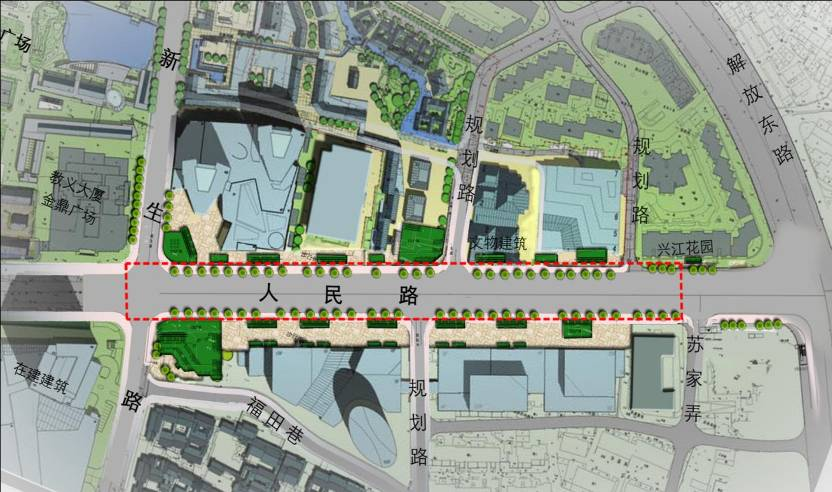 广场
新生路
解放东路
规划路
规划路
教义大厦
金鼎广场
文物建筑
兴江花园
人民路
在建建筑
福田巷
规划路
苏家弄